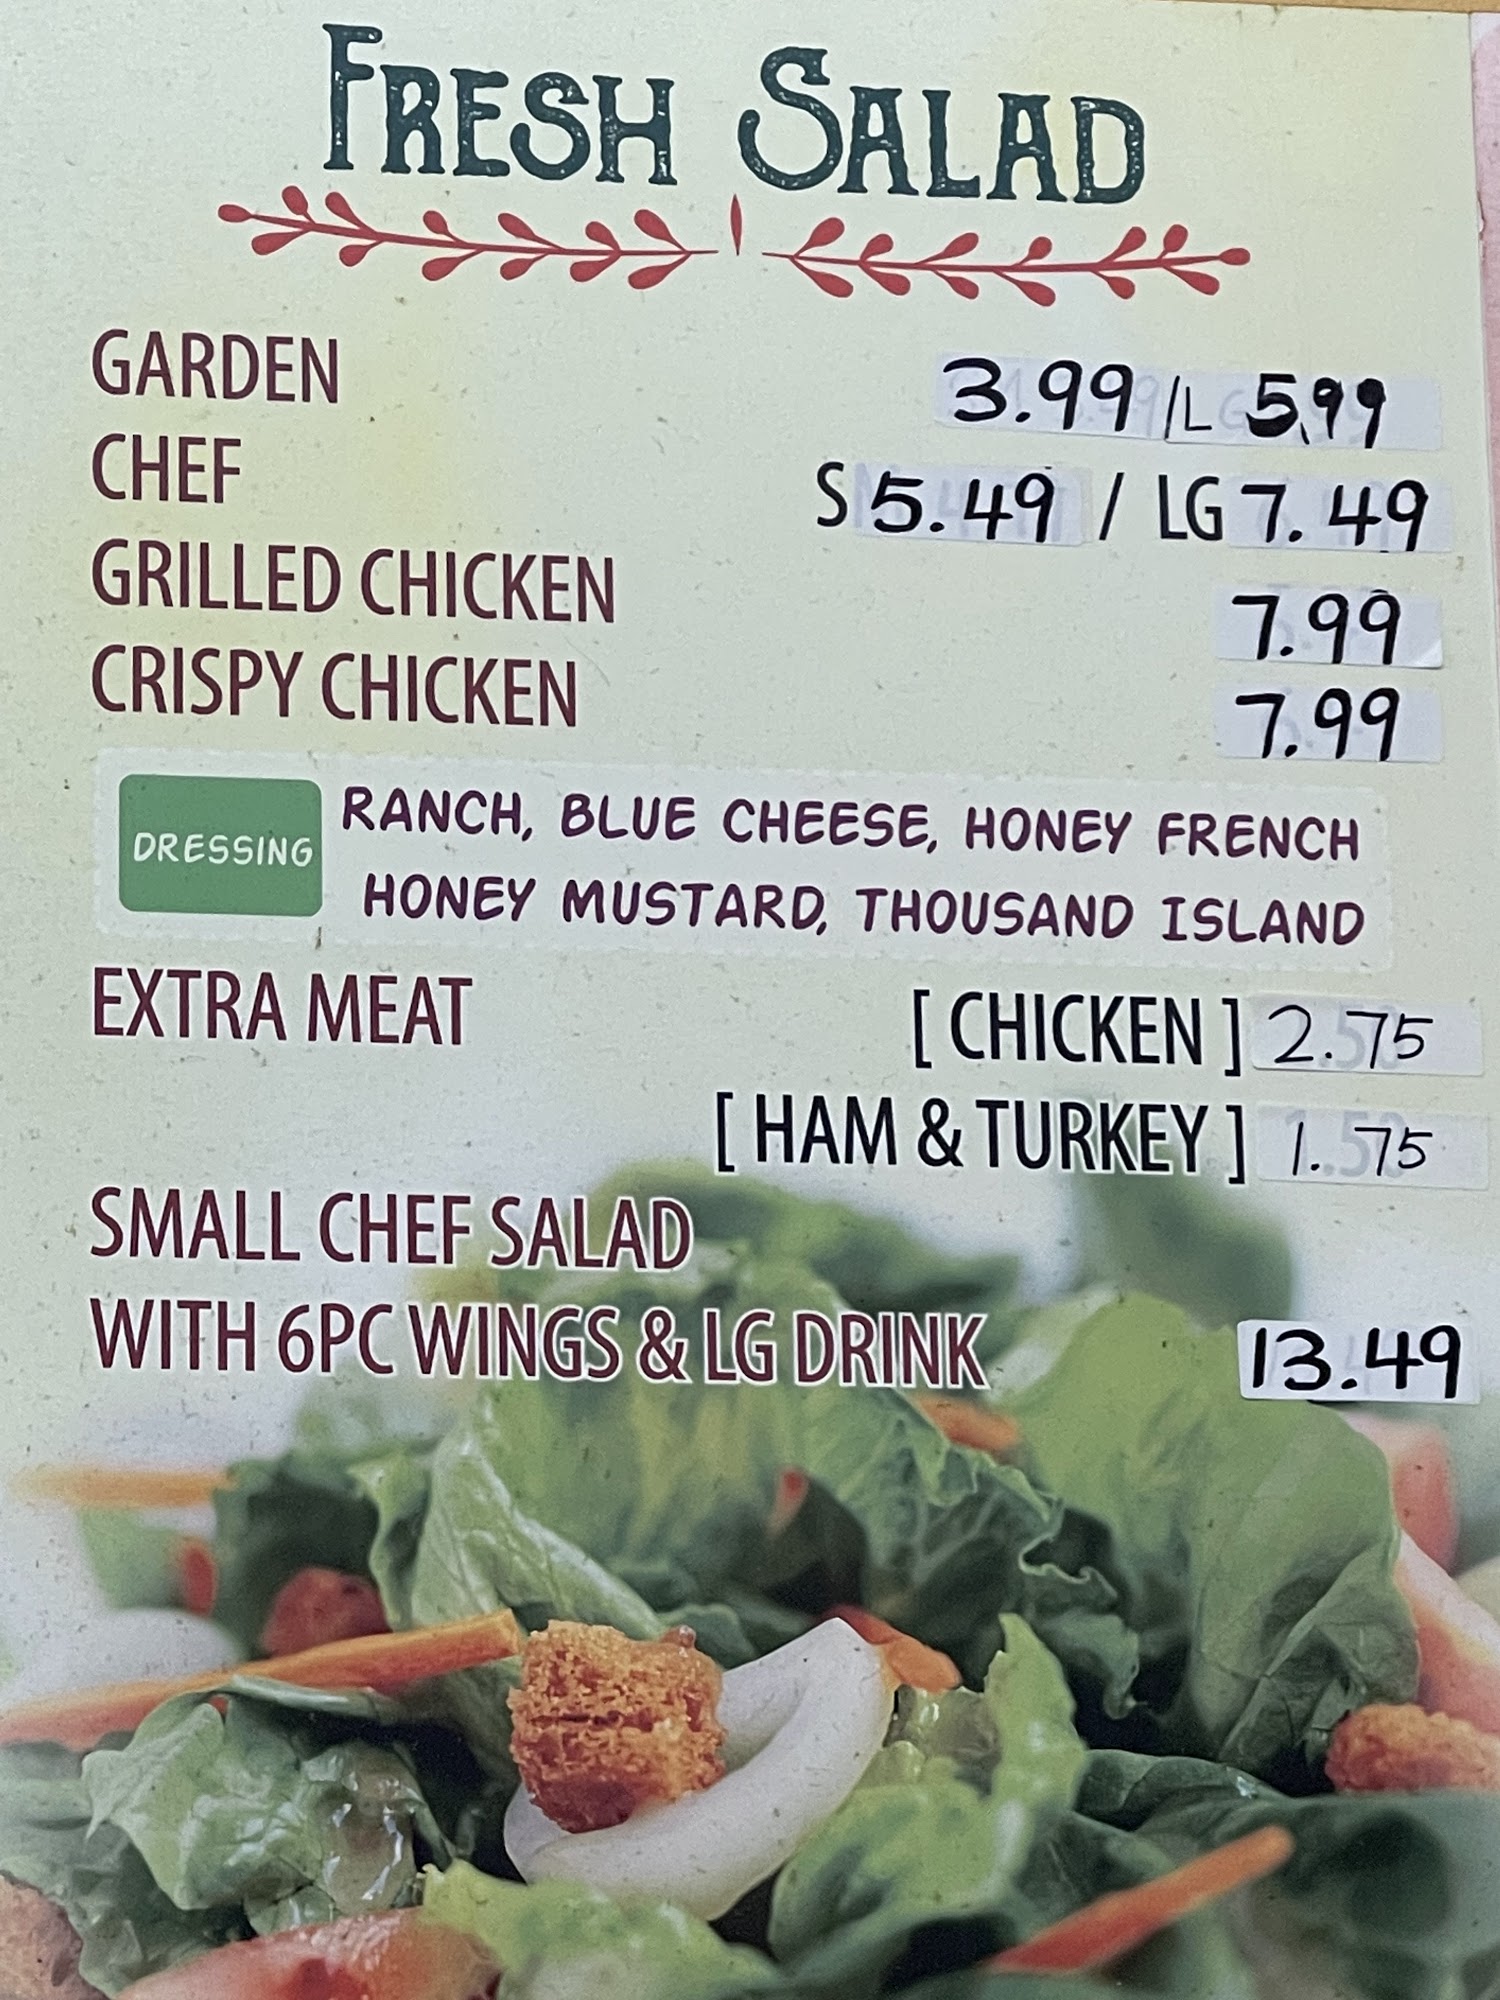 FRESH SALAD
GARDEN 3.99 / LG 5.99
CHEF S 5.49 / LG 7.49
GRILLED CHICKEN 7.99
CRISPY CHICKEN 7.99
DRESSING RANCH, BLUE CHEESE, HONEY FRENCH
HONEY MUSTARD, THOUSAND ISLAND
EXTRA MEAT [ CHICKEN ] 2.75
[ HAM & TURKEY ] 1.75
SMALL CHEF SALAD
WITH 6PC WINGS & LG DRINK 13.49